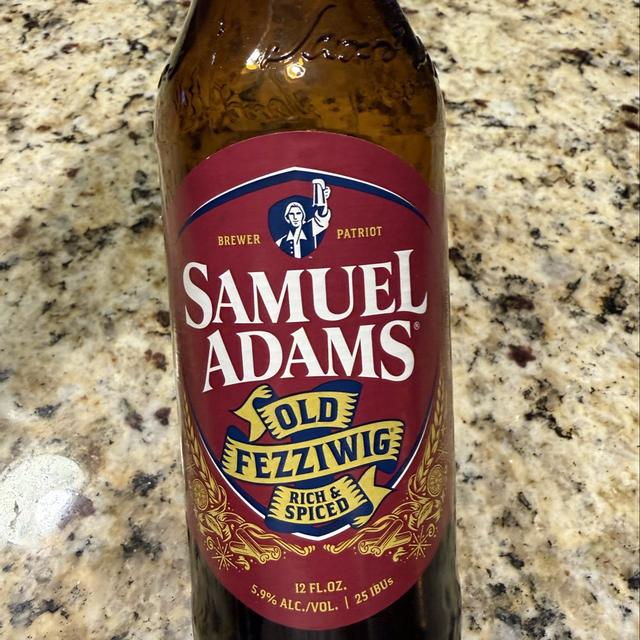 BREWER PATRIOT
SAMUEL
ADAMS®
OLD
FEZZIWIG
RICH &
SPICED
12 FL.OZ.
5.9% ALC./VOL. | 25 IBUs